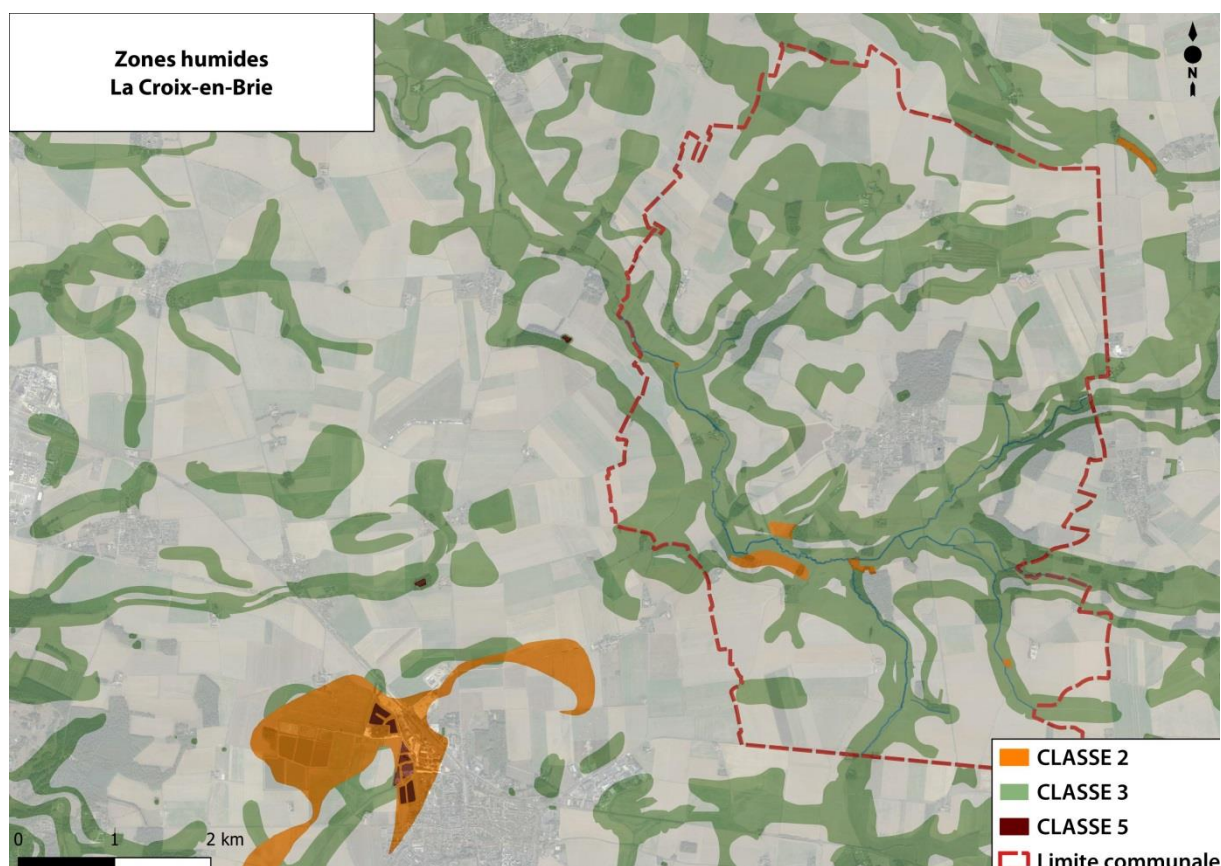 Zones humides
La Croix-en-Brie
N
CLASSE 2
CLASSE 3
CLASSE 5
Limite communale
0 1 2 km